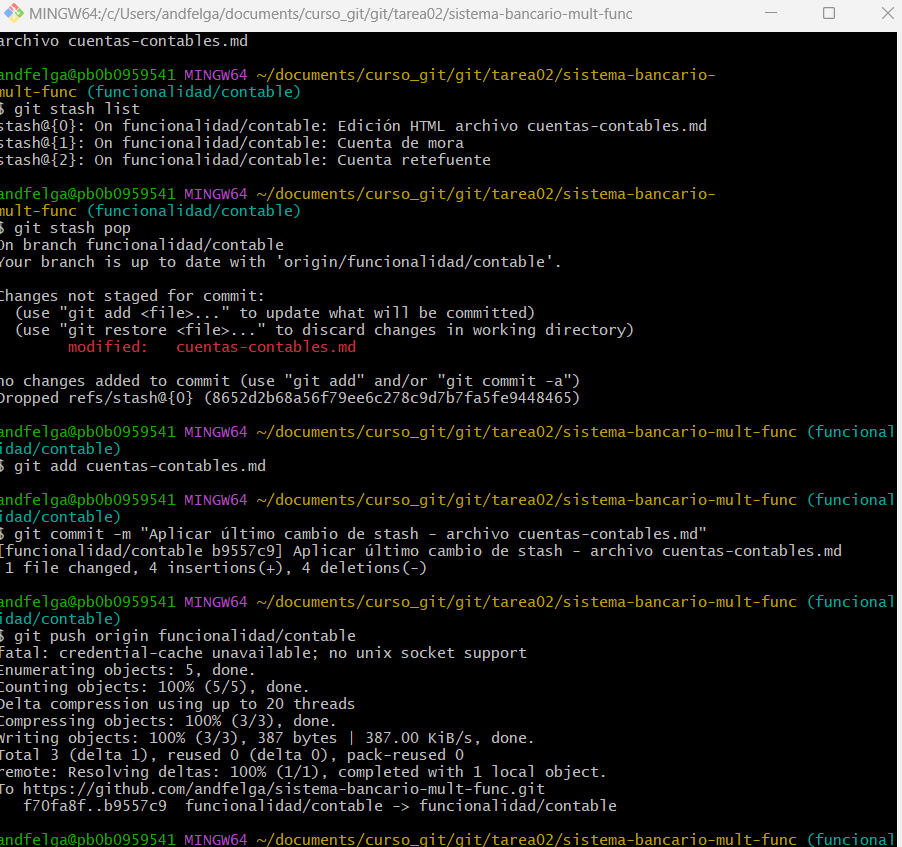 MINGW64:/c/Users/andfelga/documents/curso_git/git/tarea02/sistema-bancario-mult-func
archivo cuentas-contables.md
andfelga@pb0b0959541 MINGW64 ~/documents/curso_git/git/tarea02/sistema-bancario-
mult-func (funcionalidad/contable)
$ git stash list
stash@{0}: On funcionalidad/contable: Edición HTML archivo cuentas-contables.md
stash@{1}: On funcionalidad/contable: Cuenta de mora
stash@{2}: On funcionalidad/contable: Cuenta retefuente
andfelga@pb0b0959541 MINGW64 ~/documents/curso_git/git/tarea02/sistema-bancario-
mult-func (funcionalidad/contable)
$ git stash pop
On branch funcionalidad/contable
Your branch is up to date with 'origin/funcionalidad/contable'.
Changes not staged for commit:
(use "git add <file>..." to update what will be committed)
(use "git restore <file>..." to discard changes in working directory)
modified: cuentas-contables.md
no changes added to commit (use "git add" and/or "git commit -a")
Dropped refs/stash@{0} (8652d2b68a56f79ee6c278c9d7b7fa5fe9448465)
andfelga@pb0b0959541 MINGW64 ~/documents/curso_git/git/tarea02/sistema-bancario-mult-func (funcional
idad/contable)
$ git add cuentas-contables.md
andfelga@pb0b0959541 MINGW64 ~/documents/curso_git/git/tarea02/sistema-bancario-mult-func (funcional
idad/contable)
$ git commit -m "Aplicar último cambio de stash - archivo cuentas-contables.md"
[funcionalidad/contable b9557c9] Aplicar último cambio de stash - archivo cuentas-contables.md
1 file changed, 4 insertions(+), 4 deletions(-)
andfelga@pb0b0959541 MINGW64 ~/documents/curso_git/git/tarea02/sistema-bancario-mult-func (funcional
idad/contable)
$ git push origin funcionalidad/contable
fatal: credential-cache unavailable; no unix socket support
Enumerating objects: 5, done.
Counting objects: 100% (5/5), done.
Delta compression using up to 20 threads
Compressing objects: 100% (3/3), done.
Writing objects: 100% (3/3), 387 bytes | 387.00 KiB/s, done.
Total 3 (delta 1), reused 0 (delta 0), pack-reused 0
remote: Resolving deltas: 100% (1/1), completed with 1 local object.
To https://github.com/andfelga/sistema-bancario-mult-func.git
f70fa8f..b9557c9 funcionalidad/contable -> funcionalidad/contable
andfelga@pb0b0959541 MINGW64 ~/documents/curso_git/git/tarea02/sistema-bancario-mult-func (funcional